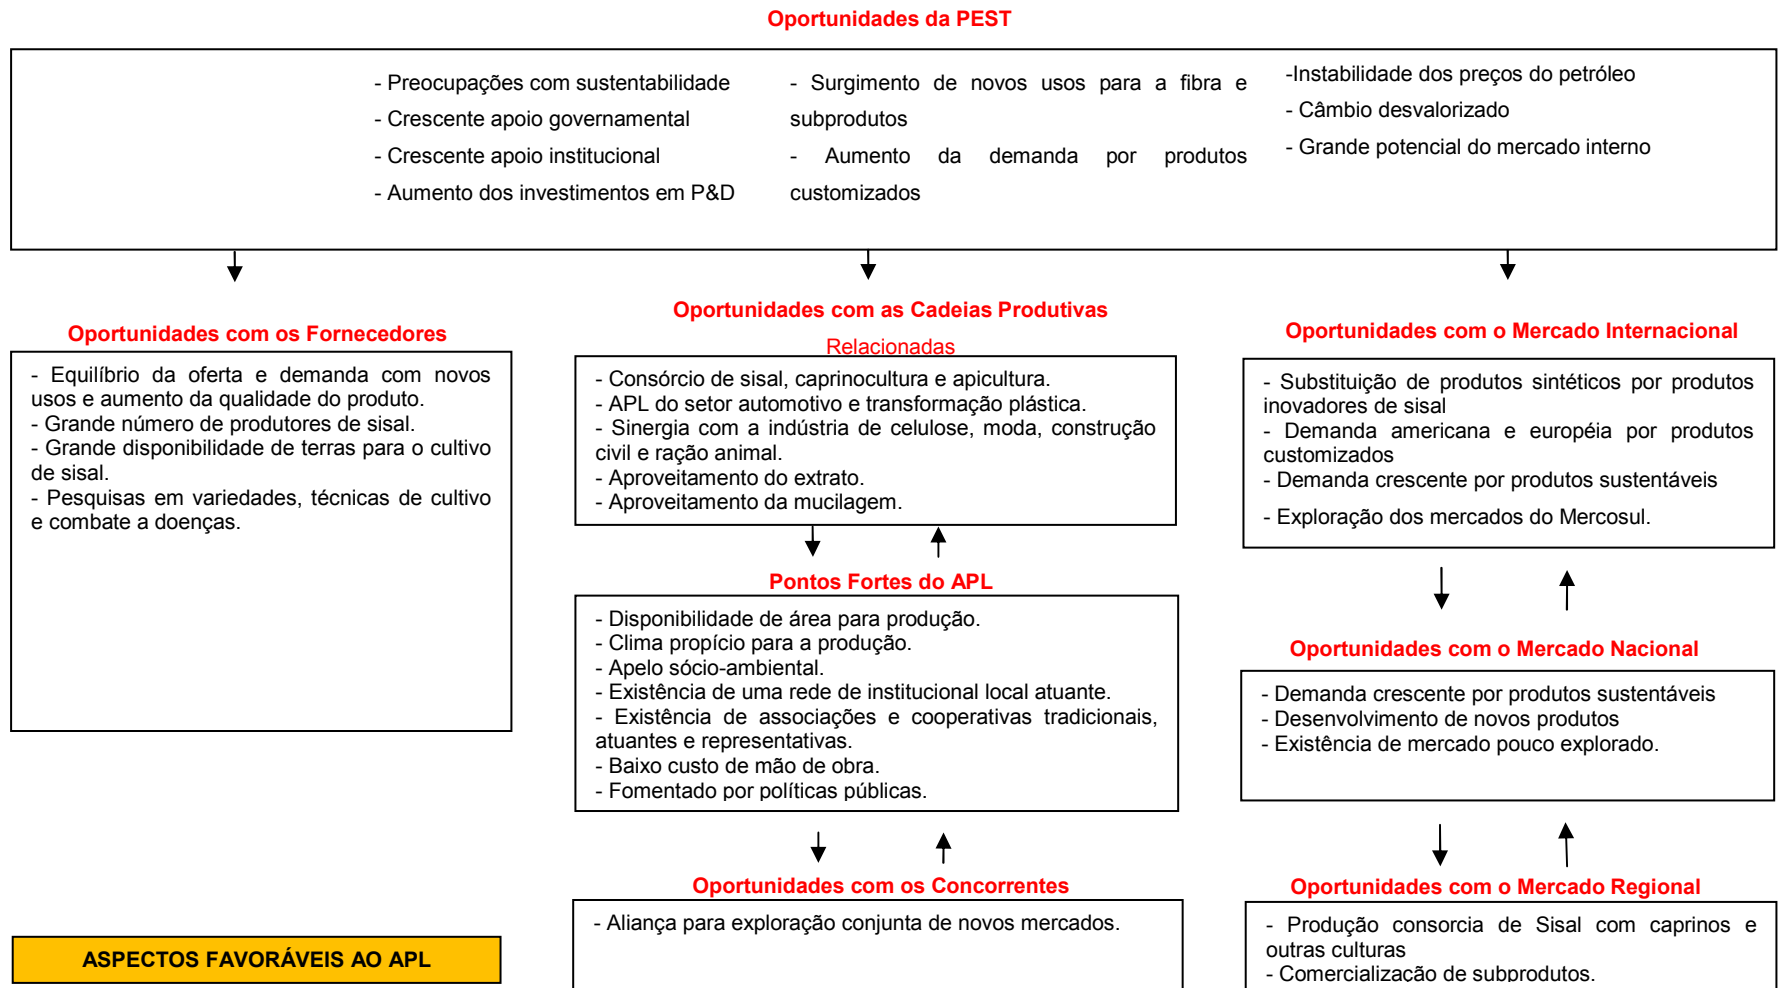 Oportunidades da PEST
- Preocupações com sustentabilidade
- Crescente apoio governamental
- Crescente apoio institucional
- Aumento dos investimentos em P&D
- Surgimento de novos usos para a fibra e
subprodutos
- Aumento da demanda por produtos
customizados
-Instabilidade dos preços do petróleo
- Câmbio desvalorizado
- Grande potencial do mercado interno
Oportunidades com os Fornecedores
- Equilíbrio da oferta e demanda com novos
usos e aumento da qualidade do produto.
- Grande número de produtores de sisal.
- Grande disponibilidade de terras para o cultivo
de sisal.
- Pesquisas em variedades, técnicas de cultivo
e combate a doenças.
Oportunidades com as Cadeias Produtivas
Relacionadas
- Consórcio de sisal, caprinocultura e apicultura.
- APL do setor automotivo e transformação plástica.
- Sinergia com a indústria de celulose, moda, construção
civil e ração animal.
- Aproveitamento do extrato.
- Aproveitamento da mucilagem.
Pontos Fortes do APL
- Disponibilidade de área para produção.
- Clima propício para a produção.
- Apelo sócio-ambiental.
- Existência de uma rede de institucional local atuante.
- Existência de associações e cooperativas tradicionais,
atuantes e representativas.
- Baixo custo de mão de obra.
- Fomentado por políticas públicas.
Oportunidades com os Concorrentes
- Aliança para exploração conjunta de novos mercados.
Oportunidades com o Mercado Internacional
- Substituição de produtos sintéticos por produtos
inovadores de sisal
- Demanda americana e européia por produtos
customizados
- Demanda crescente por produtos sustentáveis
- Exploração dos mercados do Mercosul.
Oportunidades com o Mercado Nacional
- Demanda crescente por produtos sustentáveis
- Desenvolvimento de novos produtos
- Existência de mercado pouco explorado.
Oportunidades com o Mercado Regional
- Produção consorcia de Sisal com caprinos e
outras culturas
- Comercialização de subprodutos.
ASPECTOS FAVORÁVEIS AO APL